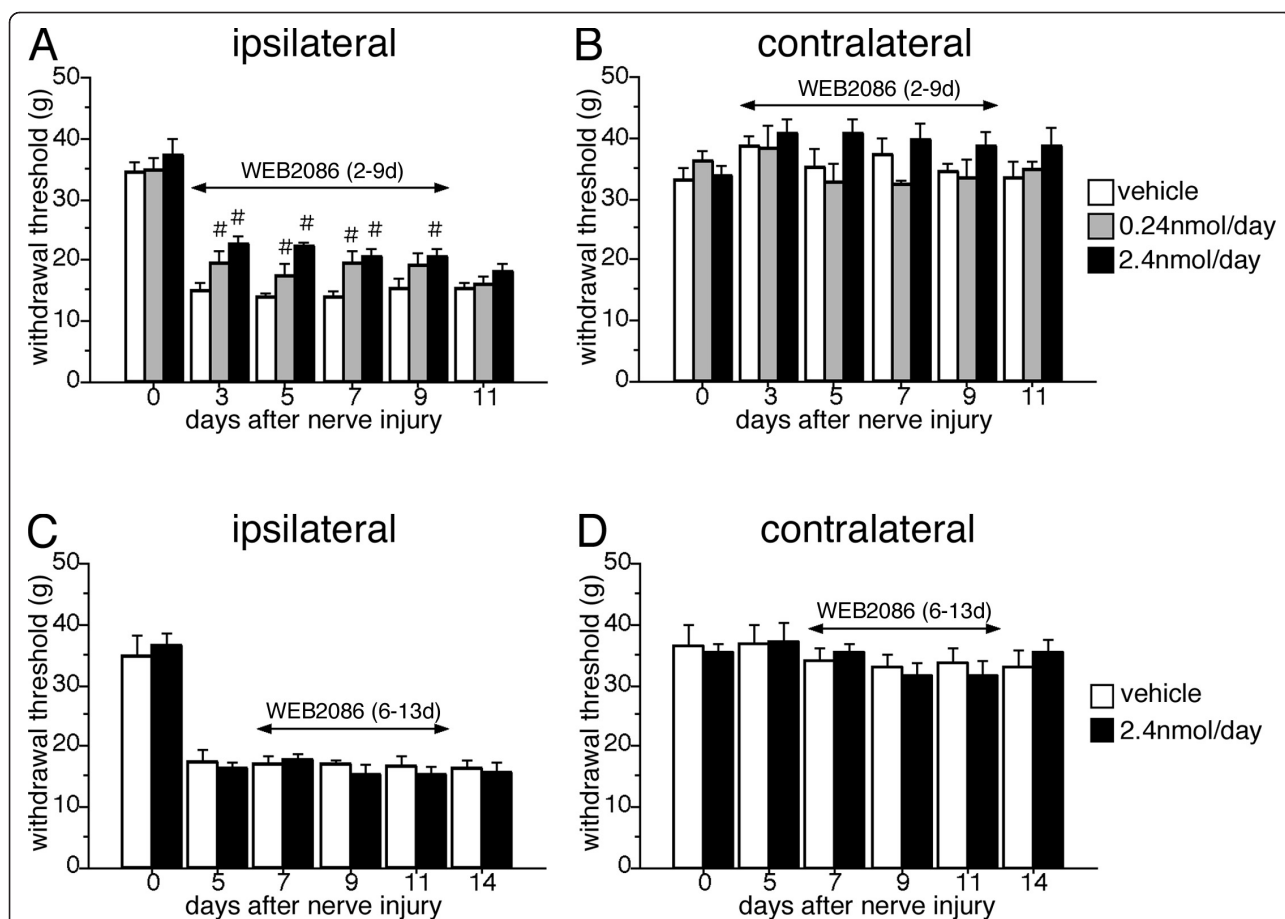 A ipsilateral
withdrawal threshold (g)
50
40
30
20
10
0
WEB2086 (2-9d)
# # # # # # #
0 3 5 7 9 11
days after nerve injury
B contralateral
withdrawal threshold (g)
50
40
30
20
10
0
WEB2086 (2-9d)
0 3 5 7 9 11
days after nerve injury
vehicle
0.24nmol/day
2.4nmol/day
C ipsilateral
withdrawal threshold (g)
50
40
30
20
10
0
WEB2086 (6-13d)
0 5 7 9 11 14
days after nerve injury
D contralateral
withdrawal threshold (g)
50
40
30
20
10
0
WEB2086 (6-13d)
0 5 7 9 11 14
days after nerve injury
vehicle
2.4nmol/day